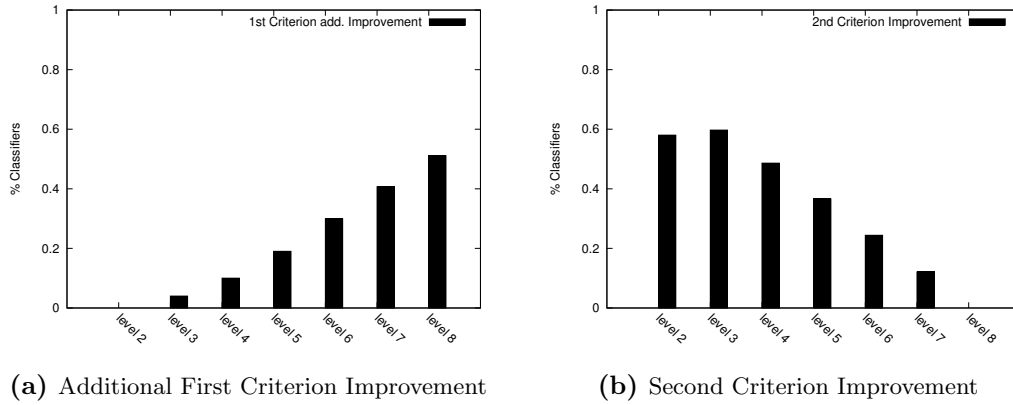 1
0.8
0.6
0.4
0.2
0
% Classifiers
1st Criterion add. Improvement
level 2
level 3
level 4
level 5
level 6
level 7
level 8
(a) Additional First Criterion Improvement
1
0.8
0.6
0.4
0.2
0
% Classifiers
2nd Criterion Improvement
level 2
level 3
level 4
level 5
level 6
level 7
level 8
(b) Second Criterion Improvement